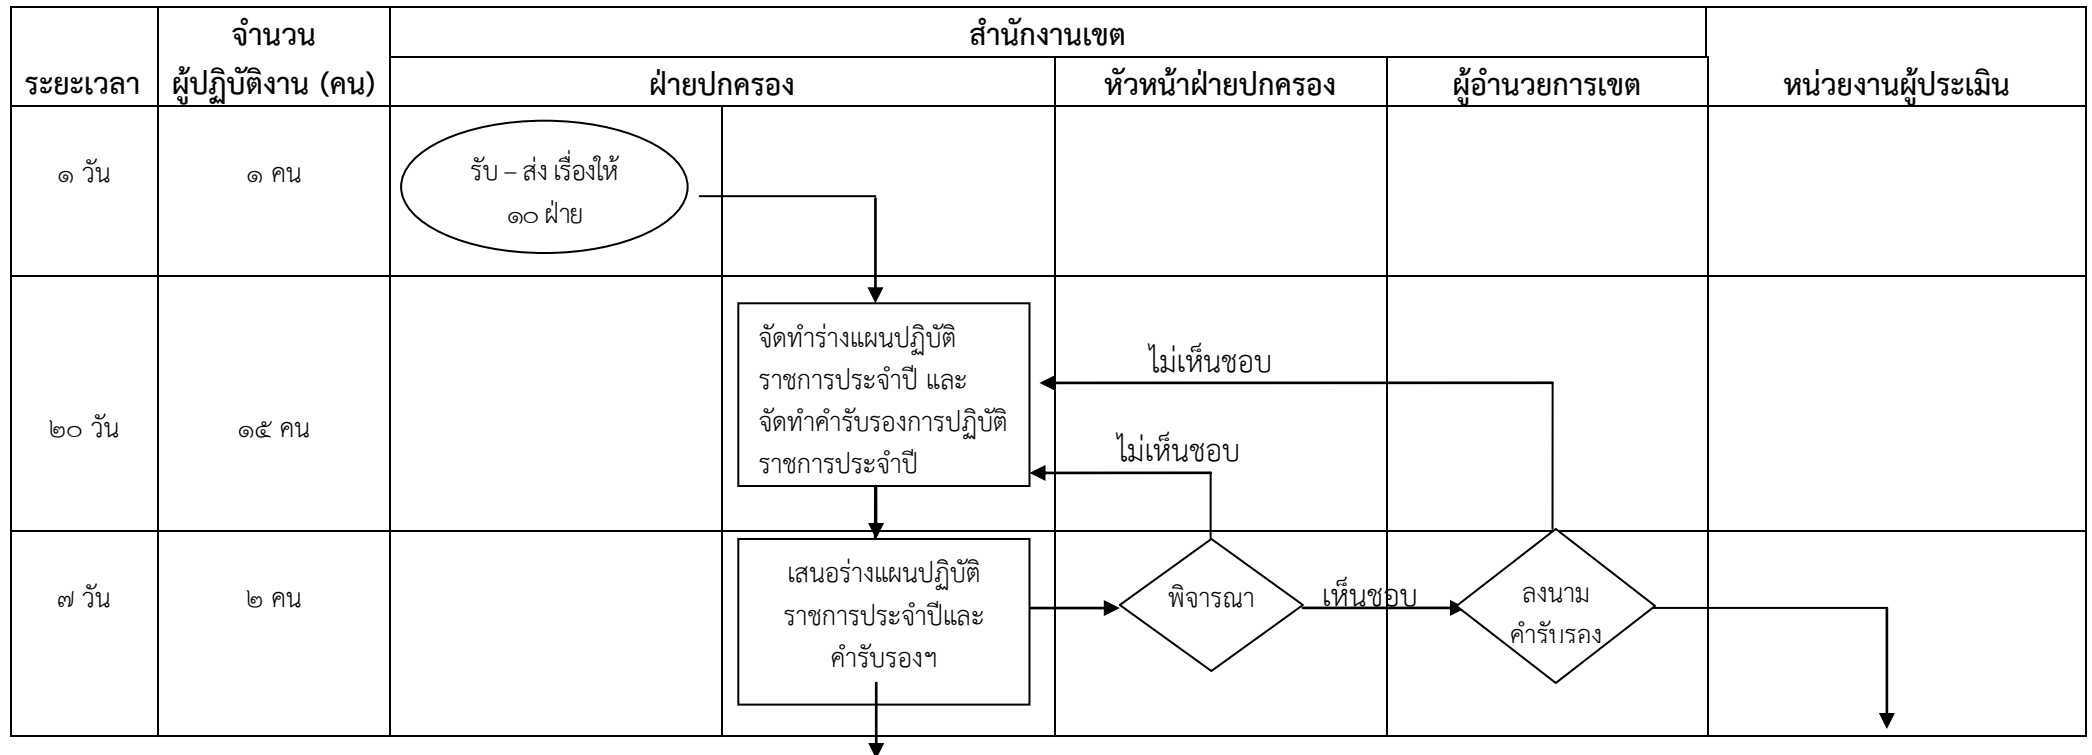 ระยะเวลา
จำนวน
ผู้ปฏิบัติงาน (คน)
สำนักงานเขต
ฝ่ายปกครอง
หัวหน้าฝ่ายปกครอง
ผู้อำนวยการเขต
หน่วยงานผู้ประเมิน
๑ วัน
๑ คน
รับ – ส่ง เรื่องให้
๑๐ ฝ่าย
๒๐ วัน
๑๕ คน
จัดทำร่างแผนปฏิบัติ
ราชการประจำปี และ
จัดทำคำรับรองการปฏิบัติ
ราชการประจำปี
ไม่เห็นชอบ
ไม่เห็นชอบ
๗ วัน
๒ คน
เสนอร่างแผนปฏิบัติ
ราชการประจำปีและ
คำรับรองฯ
พิจารณา
เห็นชอบ
ลงนาม
คำรับรอง